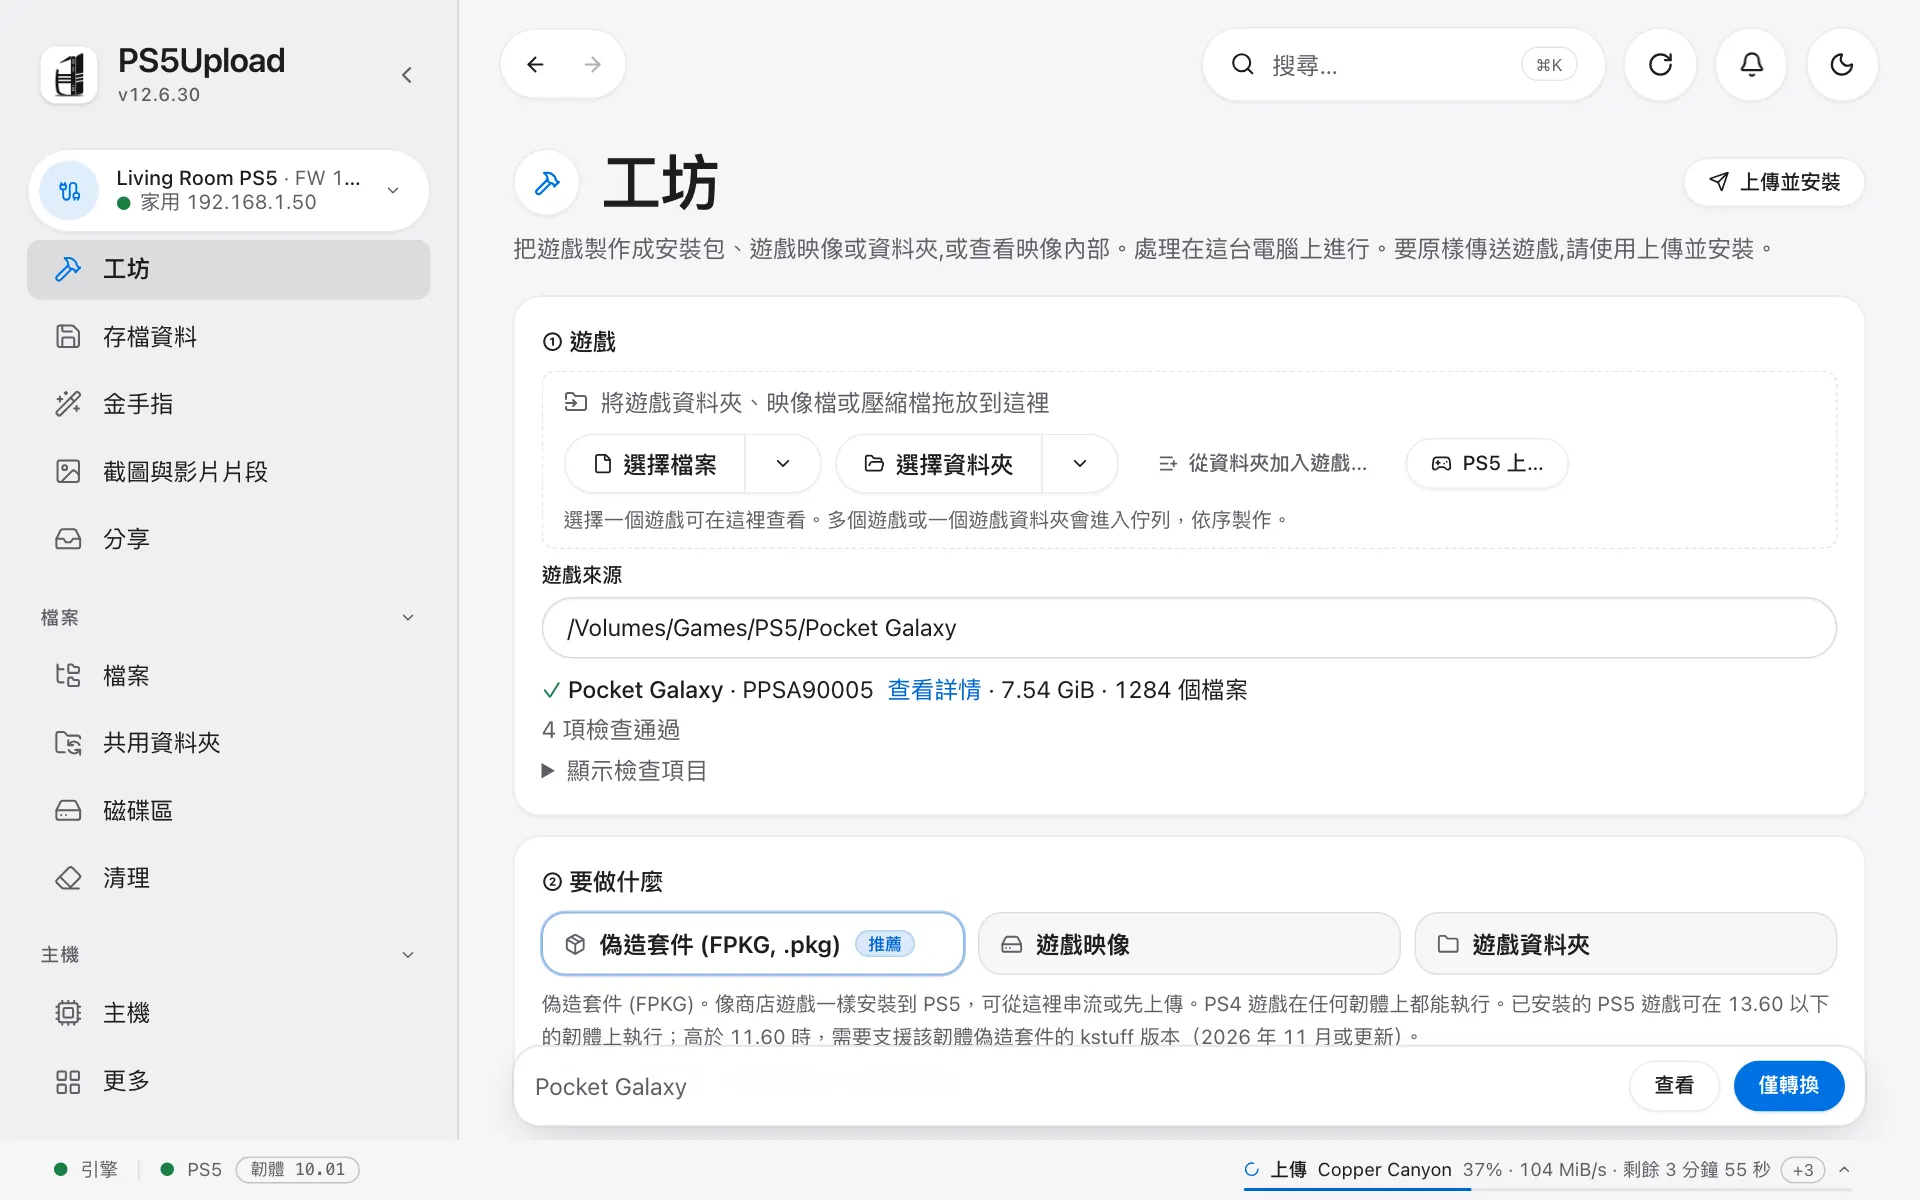 PS5Upload
v12.6.30
Living Room PS5 · FW 1...
家用 192.168.1.50
工坊
存檔資料
金手指
截圖與影片片段
分享
檔案
檔案
共用資料夾
磁碟區
清理
主機
主機
更多
搜尋...
⌘K
工坊
上傳並安裝
把遊戲製作成安裝包、遊戲映像或資料夾,或查看映像內部。處理在這台電腦上進行。要原樣傳送遊戲,請使用上傳並安裝。
① 遊戲
將遊戲資料夾、映像檔或壓縮檔拖放到這裡
選擇檔案
選擇資料夾
從資料夾加入遊戲...
PS5 上...
選擇一個遊戲可在這裡查看。多個遊戲或一個遊戲資料夾會進入佇列，依序製作。
遊戲來源
/Volumes/Games/PS5/Pocket Galaxy
Pocket Galaxy · PPSA90005 查看詳情 · 7.54 GiB · 1284 個檔案
4 項檢查通過
顯示檢查項目
② 要做什麼
偽造套件 (FPKG, .pkg) 推薦
遊戲映像
遊戲資料夾
偽造套件 (FPKG)。像商店遊戲一樣安裝到 PS5，可從這裡串流或先上傳。PS4 遊戲在任何韌體上都能執行。已安裝的 PS5 遊戲可在 13.60 以下
的韌體上執行；高於 11.60 時，需要支援該韌體偽造套件的 kstuff 版本（2026 年 11 月或更新）。
Pocket Galaxy
查看
僅轉換
引擎
PS5
韌體 10.01
上傳 Copper Canyon 37% · 104 MiB/s · 剩餘 3 分鐘 55 秒
+3